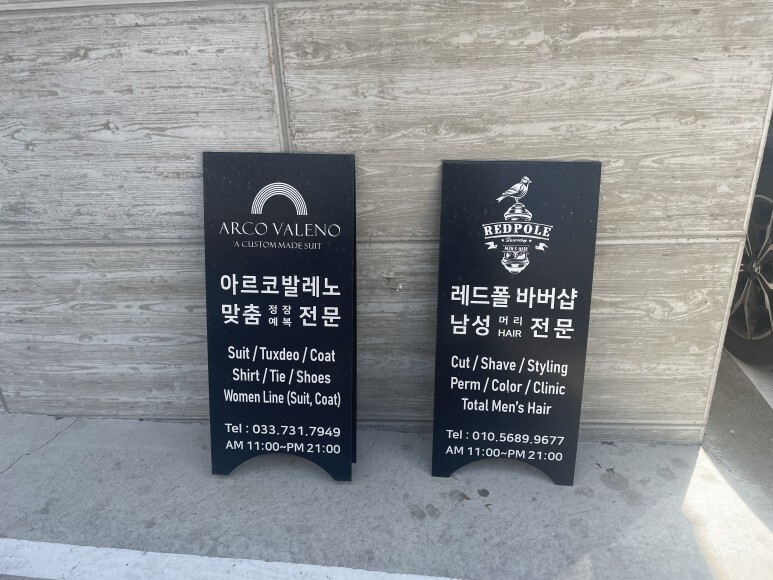 ARCO VALENO
A CUSTOM MADE SUIT
아르코발레노
맞춤 정장 예복 전문
Suit / Tuxdeo / Coat
Shirt / Tie / Shoes
Women Line (Suit, Coat)
Tel : 033.731.7949
AM 11:00~PM 21:00
REDPOLE
Barbershop
MEN'S HAIR
레드폴 바버샵
남성 머리 HAIR 전문
Cut / Shave / Styling
Perm / Color / Clinic
Total Men's Hair
Tel : 010.5689.9677
AM 11:00~PM 21:00